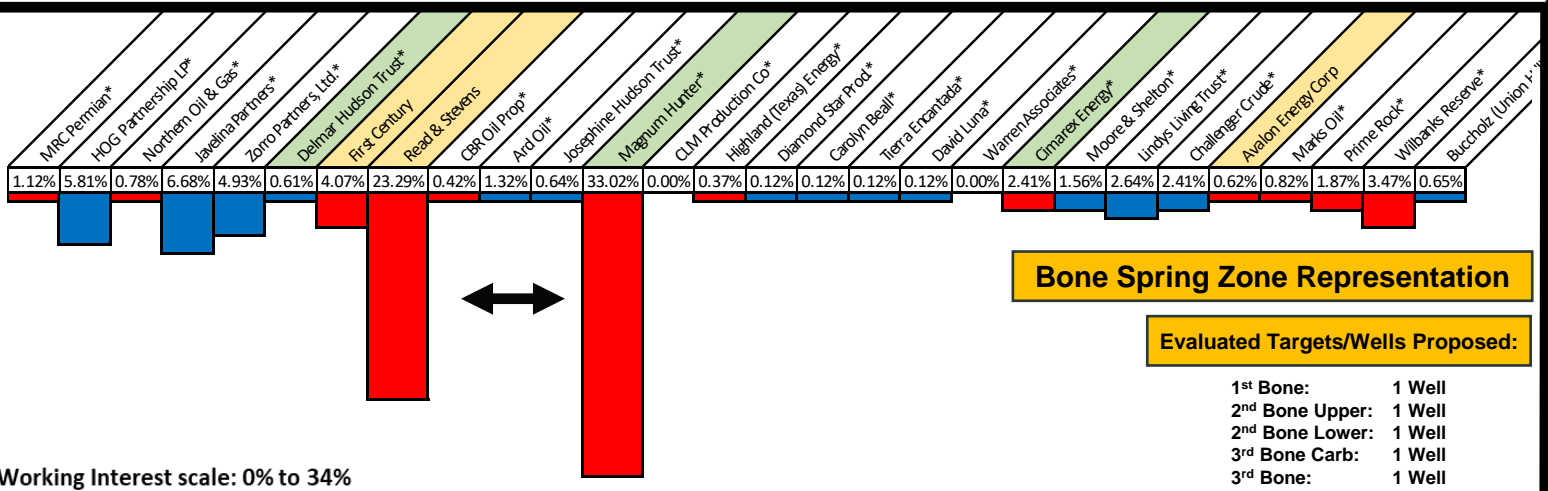 MRC Permian*
HOG Partnership LP*
Northern Oil & Gas*
Javelina Partners*
Zorro Partners, Ltd.*
Delmar Hudson Trust*
First Century
Read & Stevens
CBR Oil Prop*
Ard Oil*
Josephine Hudson Trust*
Magnum Hunter*
CLM Production Co*
Highland (Texas) Energy*
Diamond Star Prod.*
Carolyn Beall*
Tierra Encantada*
David Luna*
Warren Associates*
Cimarex Energy*
Moore & Shelton*
Lindys Living Trust*
Challenger Crude*
Avalon Energy Corp
Marks Oil*
Prime Rock*
Wilbanks Reserve*
Buccholz (Union
1.12% 5.81% 0.78% 6.68% 4.93% 0.61% 4.07% 23.29% 0.42% 1.32% 0.64% 33.02% 0.00% 0.37% 0.12% 0.12% 0.12% 0.12% 0.00% 2.41% 1.56% 2.64% 2.41% 0.62% 0.82% 1.87% 3.47% 0.65%
Bone Spring Zone Representation
Evaluated Targets/Wells Proposed:
1st Bone: 1 Well
2nd Bone Upper: 1 Well
2nd Bone Lower: 1 Well
3rd Bone Carb: 1 Well
3rd Bone: 1 Well
Working Interest scale: 0% to 34%